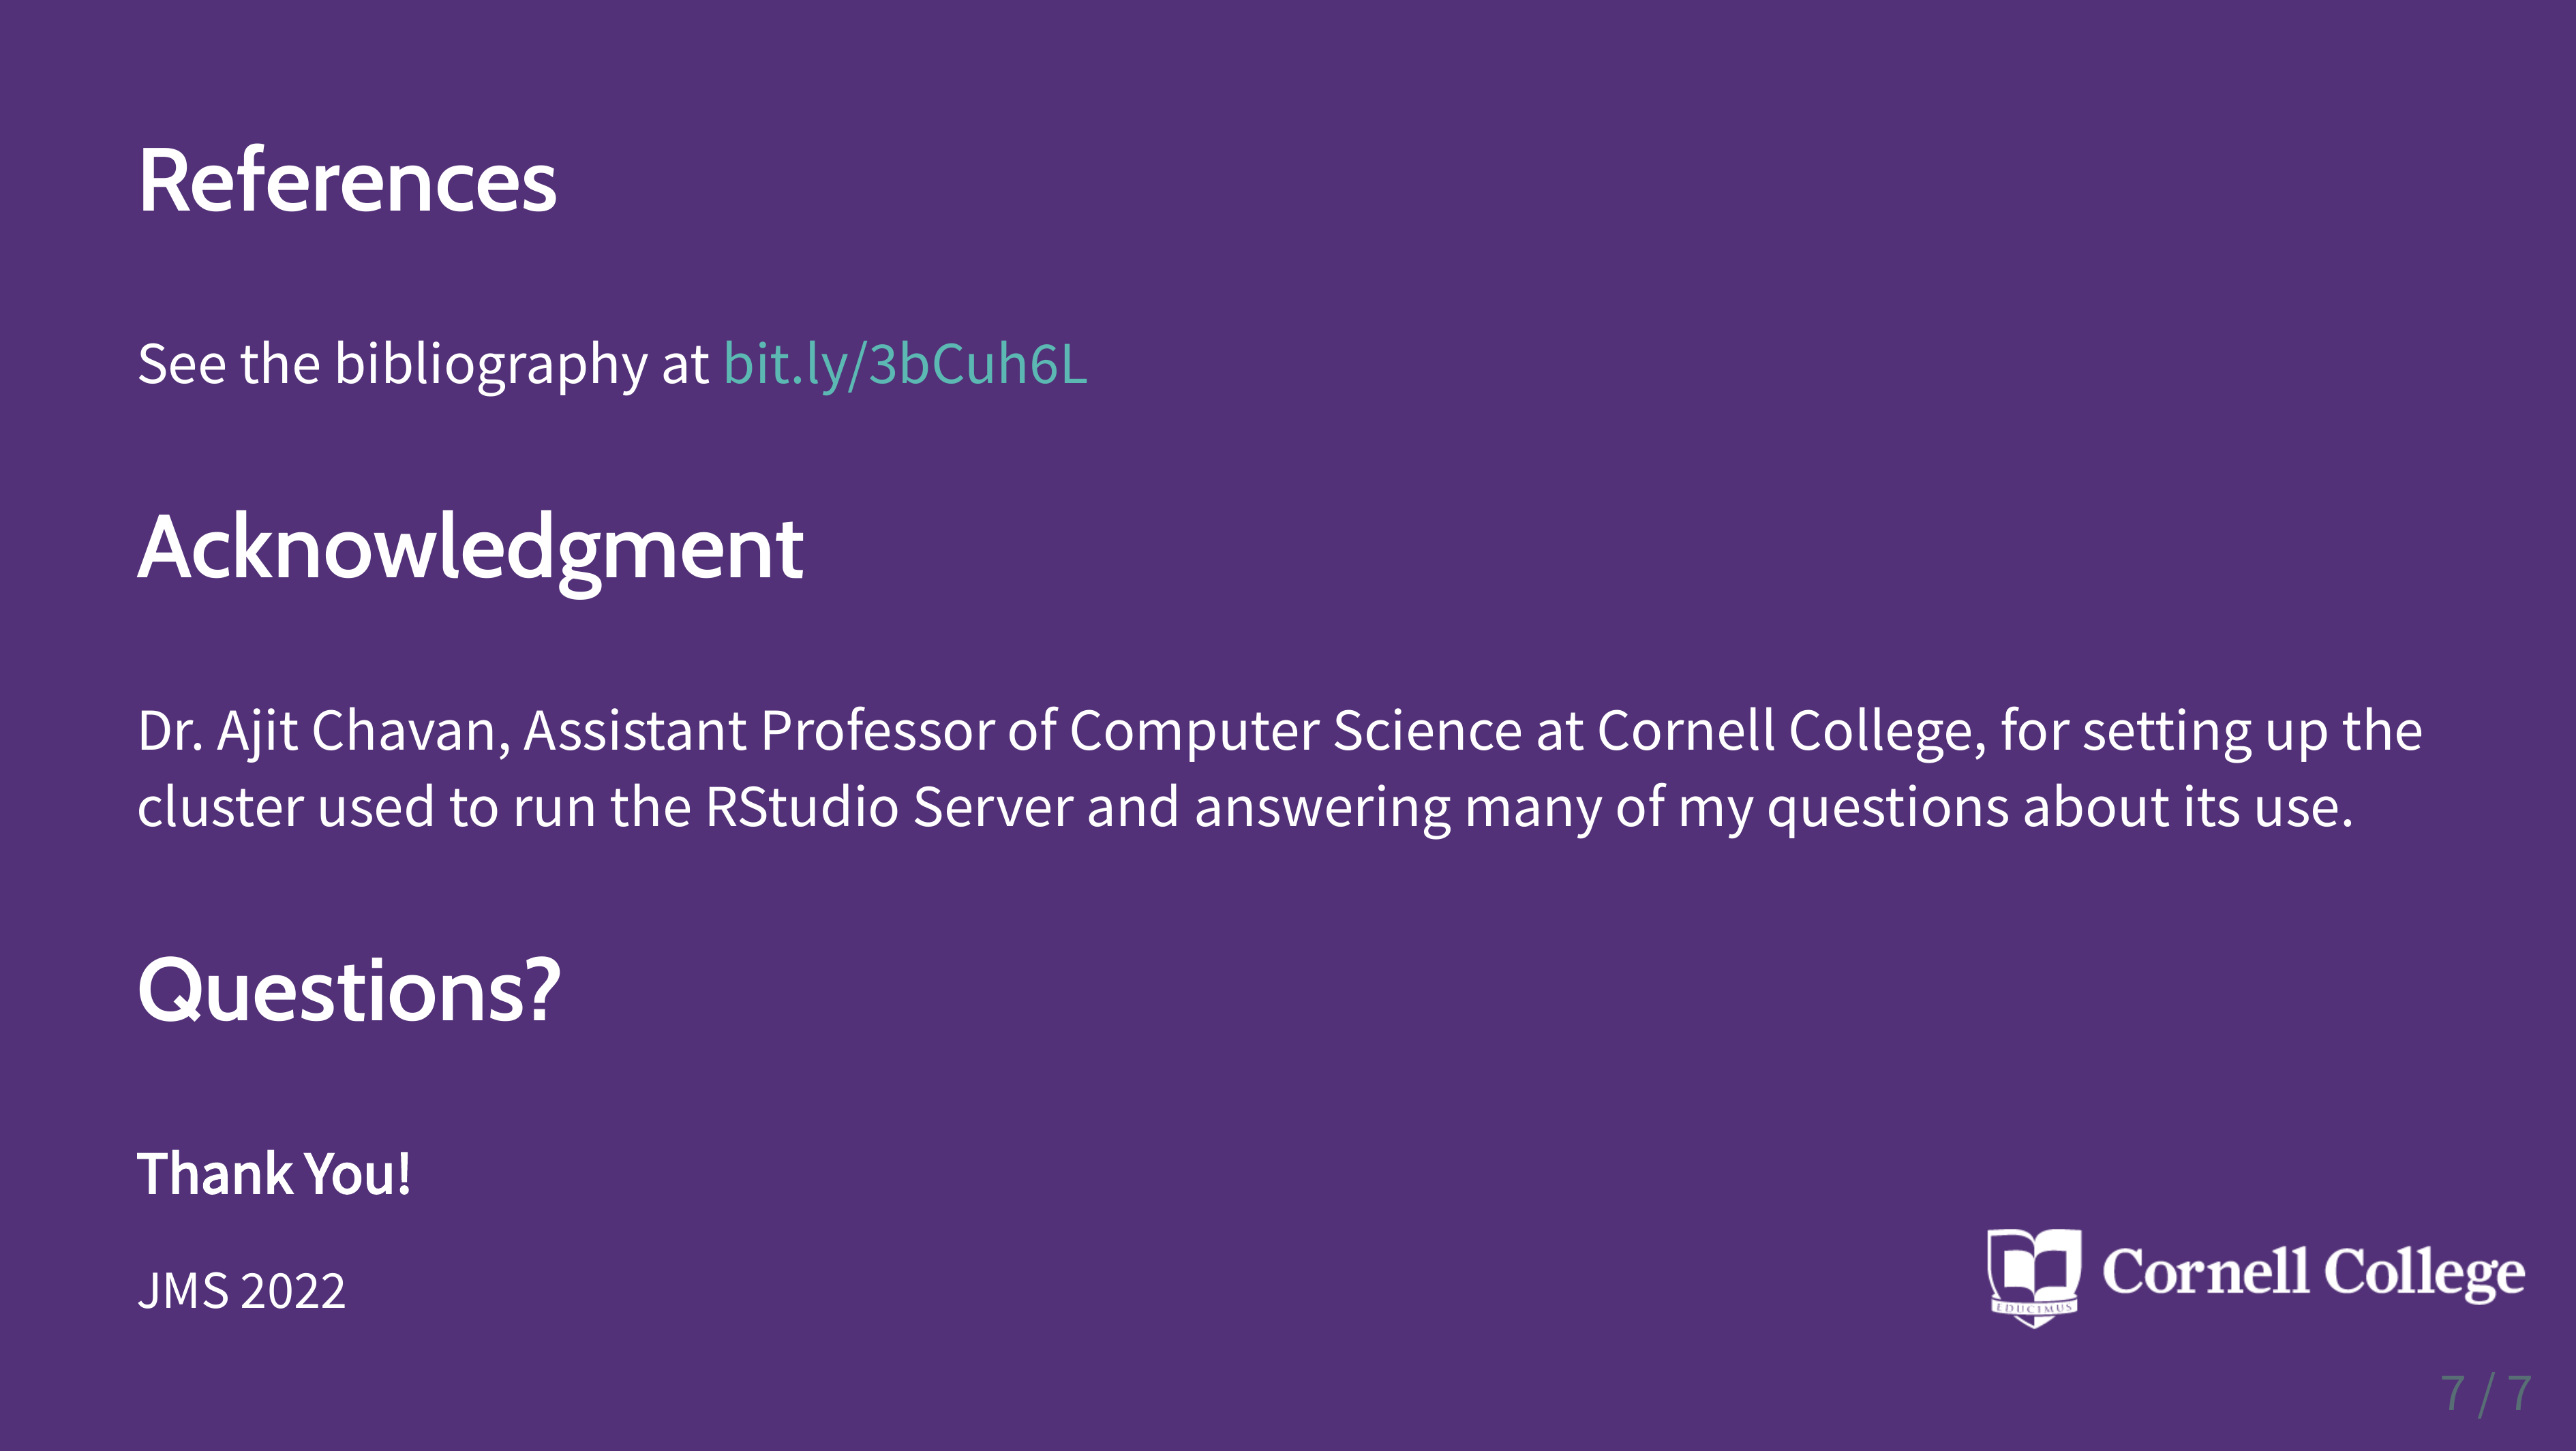 References
See the bibliography at bit.ly/3bCuh6L
Acknowledgment
Dr. Ajit Chavan, Assistant Professor of Computer Science at Cornell College, for setting up the
cluster used to run the RStudio Server and answering many of my questions about its use.
Questions?
Thank You!
JMS 2022
EDUCIMUS
Cornell College
7 / 7